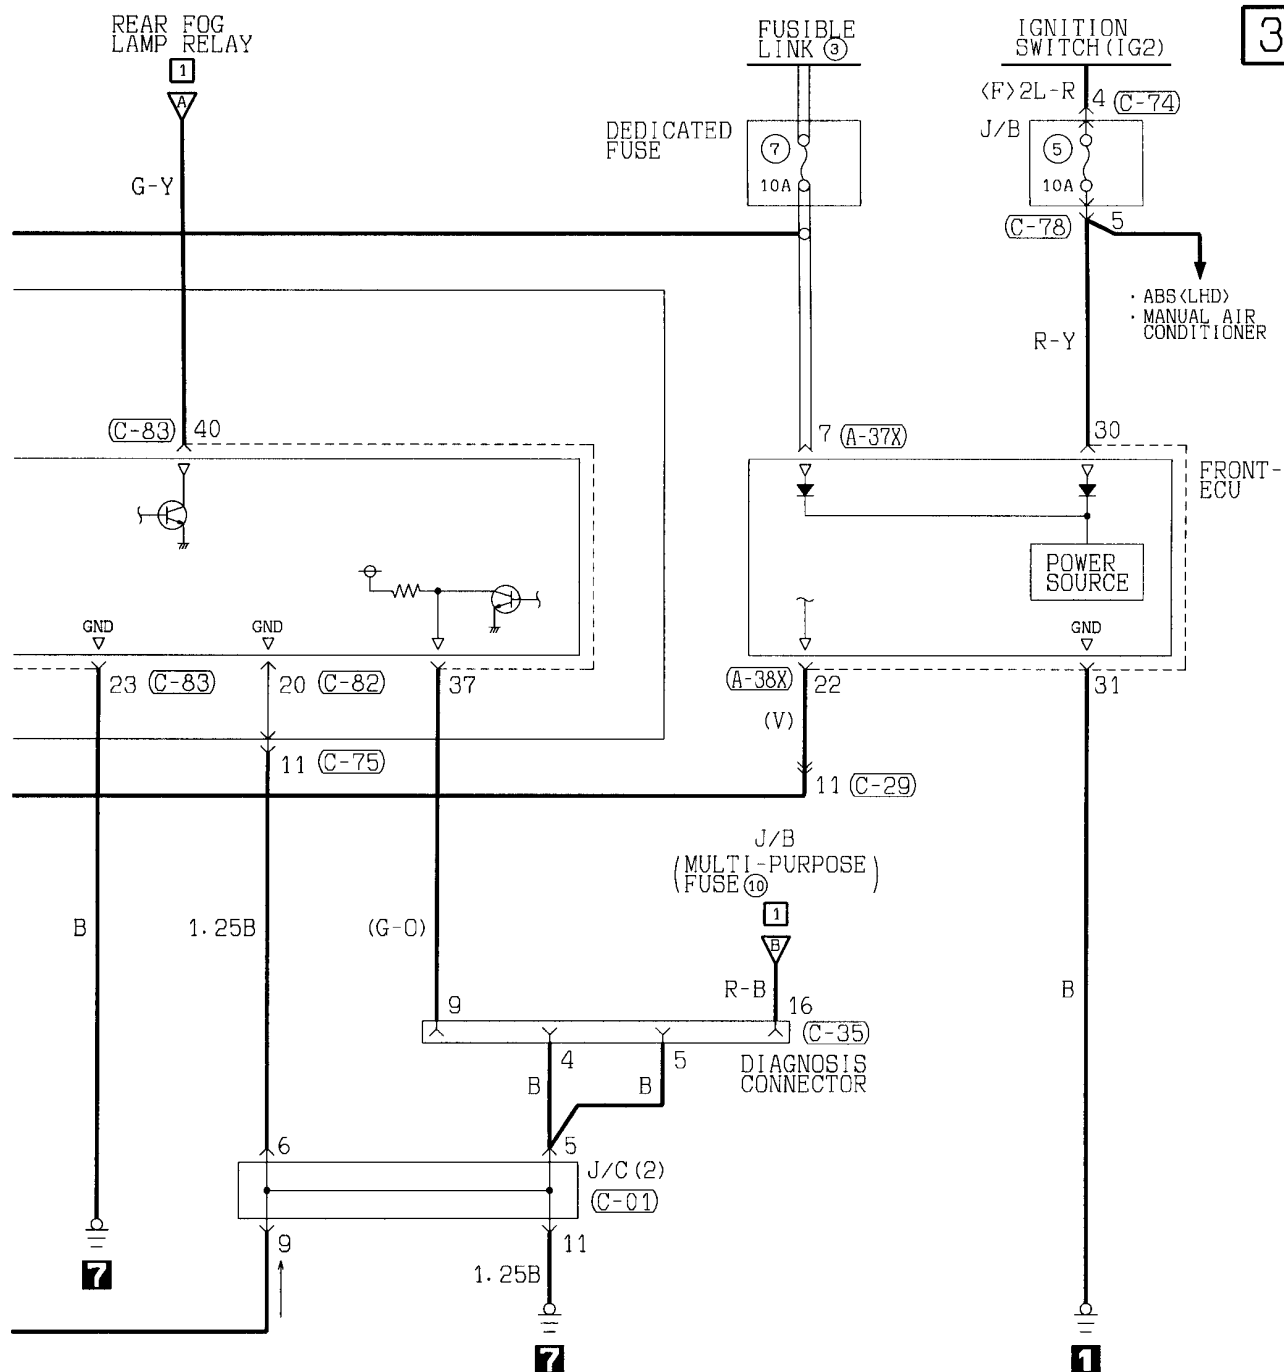 REAR FOG
LAMP RELAY
1
A
G-Y
FUSIBLE
LINK ③
IGNITION
SWITCH(IG2)
3
<F>2L-R
4
C-74
DEDICATED
FUSE
⑦
10A
J/B
⑤
10A
C-78
5
· ABS<LHD>
· MANUAL AIR
CONDITIONER
R-Y
C-83
40
7
A-37X
30
FRONT-
ECU
POWER
SOURCE
GND
GND
GND
23
C-83
20
C-82
37
A-38X
22
31
(V)
11
C-75
11
C-29
J/B
(MULTI-PURPOSE
FUSE⑩)
1
B
B
1.25B
(G-O)
R-B
B
9
16
C-35
4
5
DIAGNOSIS
CONNECTOR
B
B
6
5
J/C(2)
C-01
9
11
1.25B
7
7
1